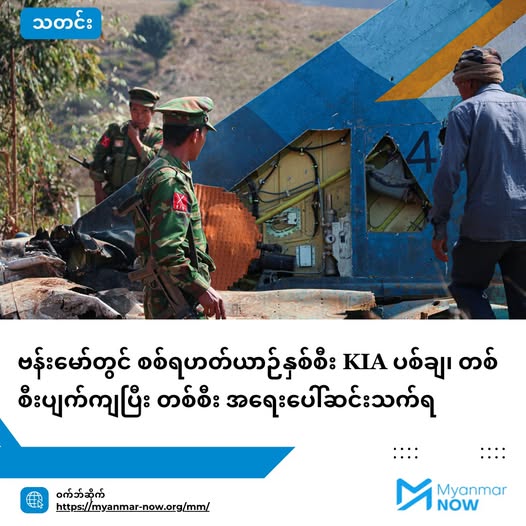 သတင်း
4
ဗန်းမော်တွင် စစ်ရဟတ်ယာဉ်နှစ်စီး KIA ပစ်ချ၊ တစ်
စီးပျက်ကျပြီး တစ်စီး အရေးပေါ်ဆင်းသက်ရ
ဝက်ဘ်ဆိုက်
https://myanmar-now.org/mm/
Myanmar
NOW